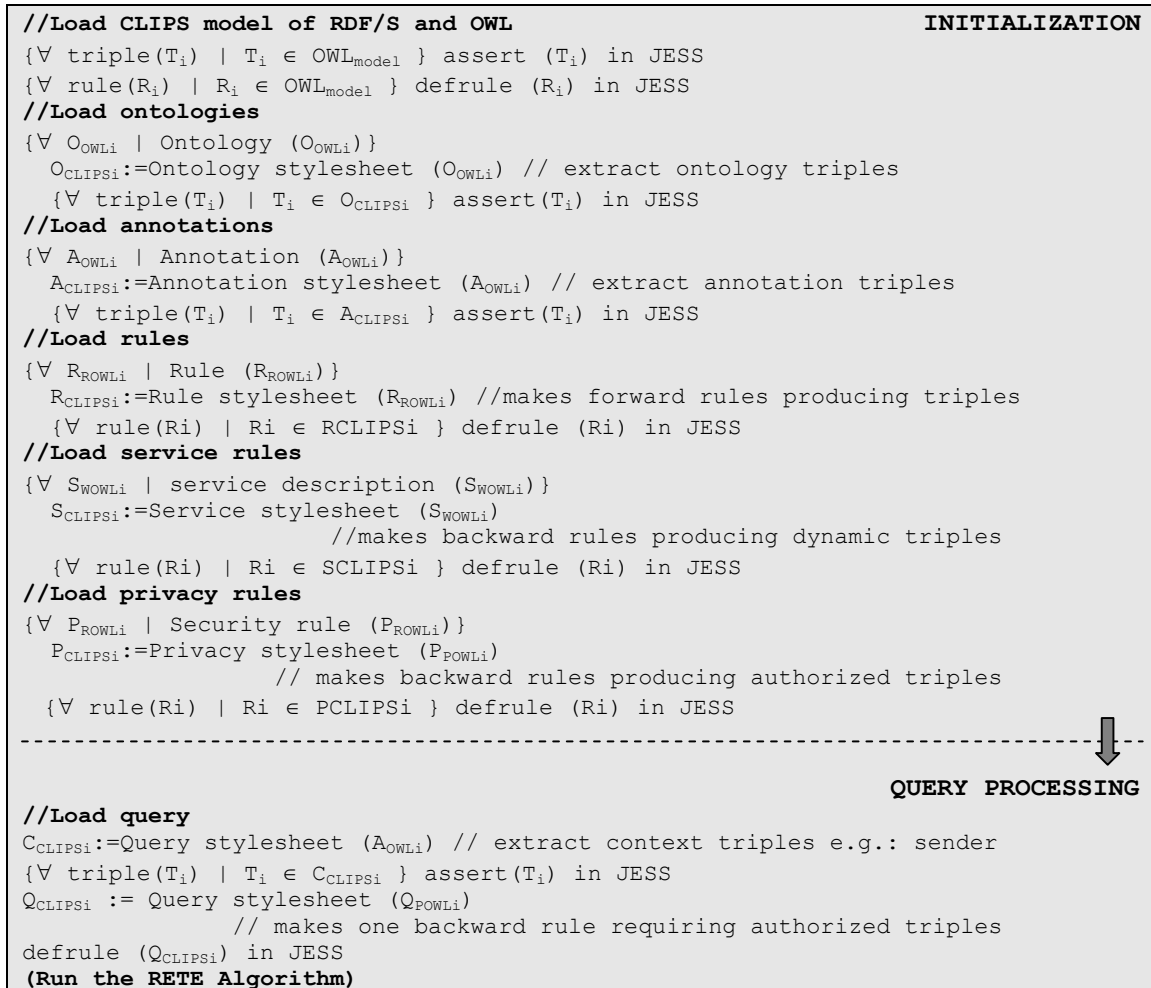 //Load CLIPS model of RDF/S and OWL INITIALIZATION
{∀ triple(Tᵢ) | Tᵢ ∈ OWLmodel } assert (Tᵢ) in JESS
{∀ rule(Rᵢ) | Rᵢ ∈ OWLmodel } defrule (Rᵢ) in JESS
//Load ontologies
{∀ OOWLi | Ontology (OOWLi)}
OCLIPSi:=Ontology stylesheet (OOWLi) // extract ontology triples
{∀ triple(Tᵢ) | Tᵢ ∈ OCLIPSi } assert(Tᵢ) in JESS
//Load annotations
{∀ AOWLi | Annotation (AOWLi)}
ACLIPSi:=Annotation stylesheet (AOWLi) // extract annotation triples
{∀ triple(Tᵢ) | Tᵢ ∈ ACLIPSi } assert(Tᵢ) in JESS
//Load rules
{∀ RROWLi | Rule (RROWLi)}
RCLIPSi:=Rule stylesheet (RROWLi) //makes forward rules producing triples
{∀ rule(Ri) | Ri ∈ RCLIPSi } defrule (Ri) in JESS
//Load service rules
{∀ SWOWLi | service description (SWOWLi)}
SCLIPSi:=Service stylesheet (SWOWLi)
//makes backward rules producing dynamic triples
{∀ rule(Ri) | Ri ∈ SCLIPSi } defrule (Ri) in JESS
//Load privacy rules
{∀ PROWLi | Security rule (PROWLi)}
PCLIPSi:=Privacy stylesheet (PPOWLi)
// makes backward rules producing authorized triples
{∀ rule(Ri) | Ri ∈ PCLIPSi } defrule (Ri) in JESS
QUERY PROCESSING
//Load query
CCLIPSi:=Query stylesheet (AOWLi) // extract context triples e.g.: sender
{∀ triple(Tᵢ) | Tᵢ ∈ CCLIPSi } assert(Tᵢ) in JESS
QCLIPSi := Query stylesheet (QPOWLi)
// makes one backward rule requiring authorized triples
defrule (QCLIPSi) in JESS
(Run the RETE Algorithm)